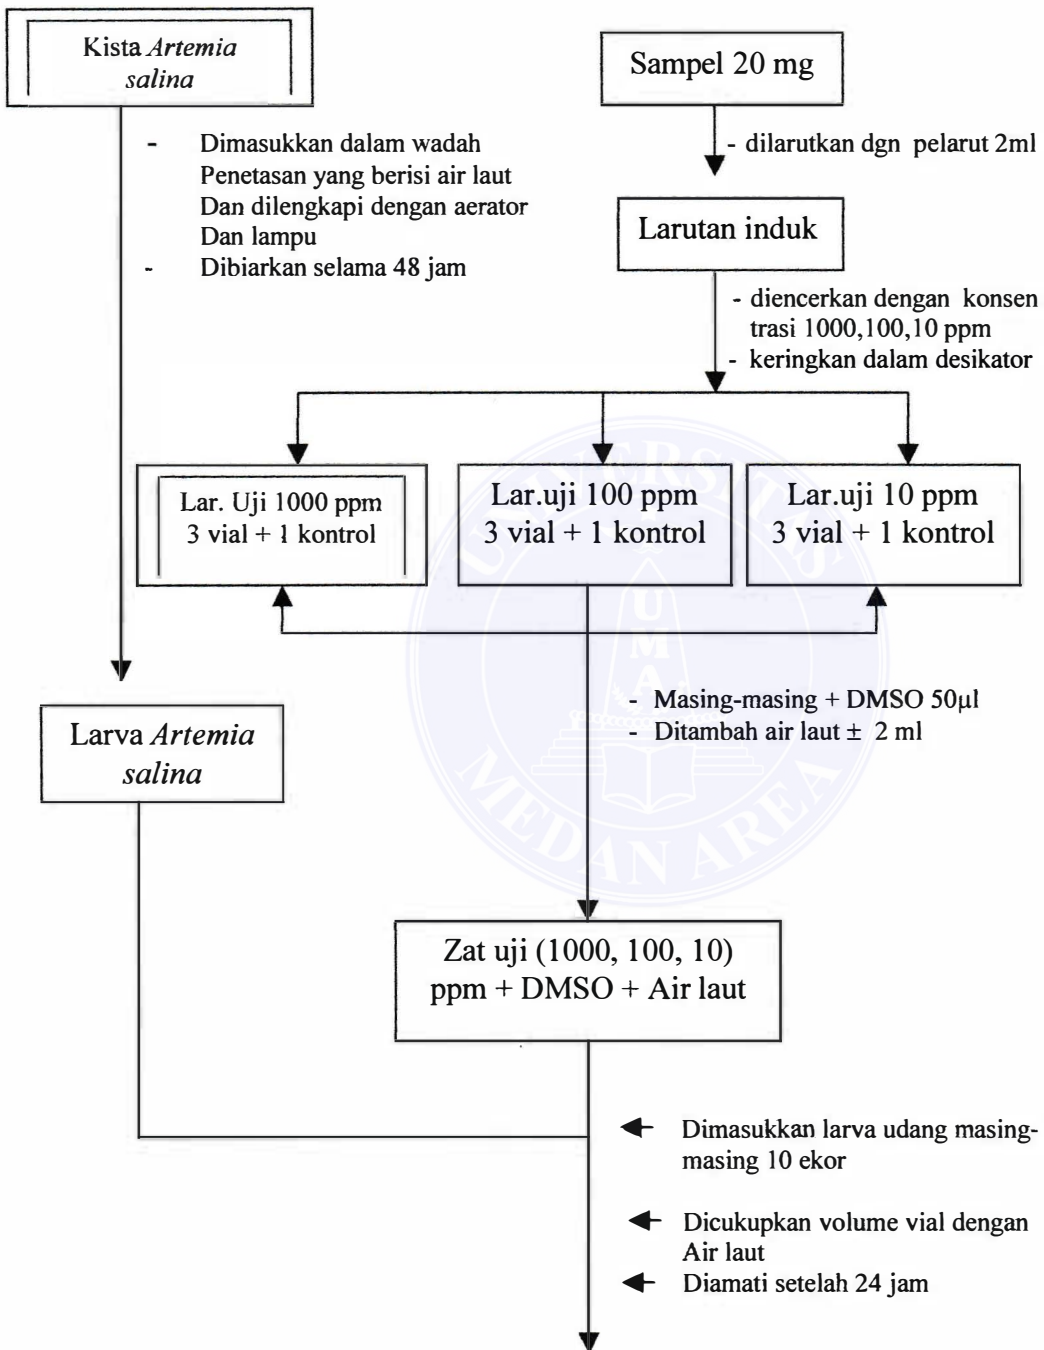 Kista Artemia
salina
Sampel 20 mg
- Dimasukkan dalam wadah
Penetasan yang berisi air laut
Dan dilengkapi dengan aerator
Dan lampu
- Dibiarkan selama 48 jam
- dilarutkan dgn pelarut 2ml
Larutan induk
- diencerkan dengan konsen
trasi 1000,100,10 ppm
- keringkan dalam desikator
Lar. Uji 1000 ppm
3 vial + 1 kontrol
Lar.uji 100 ppm
3 vial + 1 kontrol
Lar.uji 10 ppm
3 vial + 1 kontrol
UNIVERSITAS
UMA
MEDAN AREA
- Masing-masing + DMSO 50μl
- Ditambah air laut ± 2 ml
Larva Artemia
salina
Zat uji (1000, 100, 10)
ppm + DMSO + Air laut
Dimasukkan larva udang masing-
masing 10 ekor
Dicukupkan volume vial dengan
Air laut
Diamati setelah 24 jam